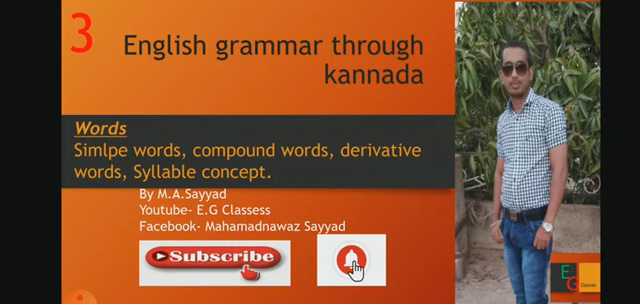 3
English grammar through
kannada
Words
Simlpe words, compound words, derivative
words, Syllable concept.
By M.A.Sayyad
Youtube- E.G Classess
Facebook- Mahamadnawaz Sayyad
Subscribe
E
G Classes